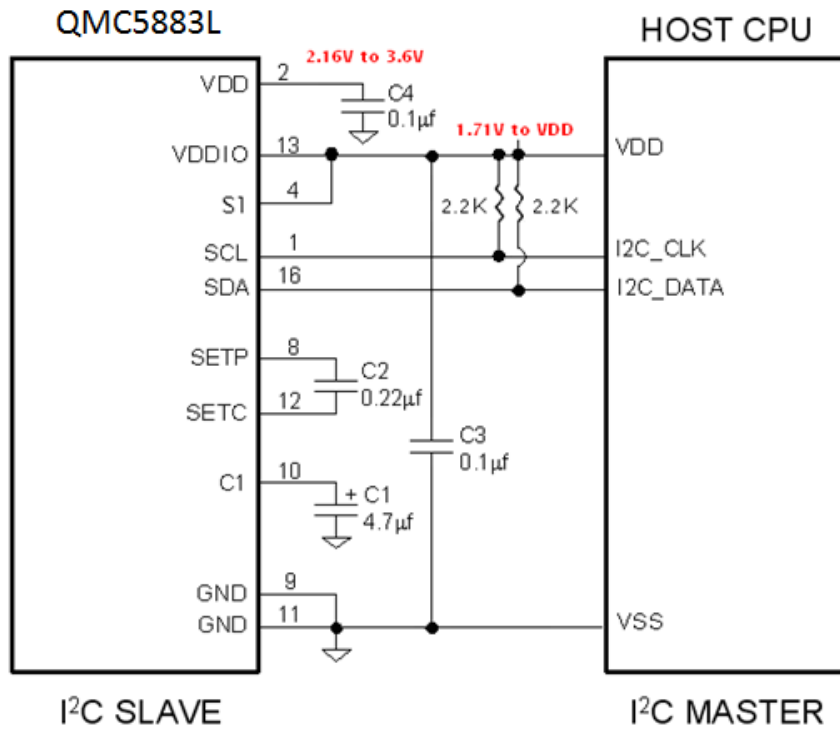 QMC5883L
HOST CPU
VDD 2 2.16V to 3.6V
C4
0.1µf
1.71V to VDD
VDDIO 13 VDD
S1 4
2.2K 2.2K
SCL 1 I2C_CLK
SDA 16 I2C_DATA
SETP 8
C2
0.22µf
SETC 12
C3
0.1µf
C1 10
+ C1
4.7µf
GND 9
GND 11 VSS
I²C SLAVE
I²C MASTER